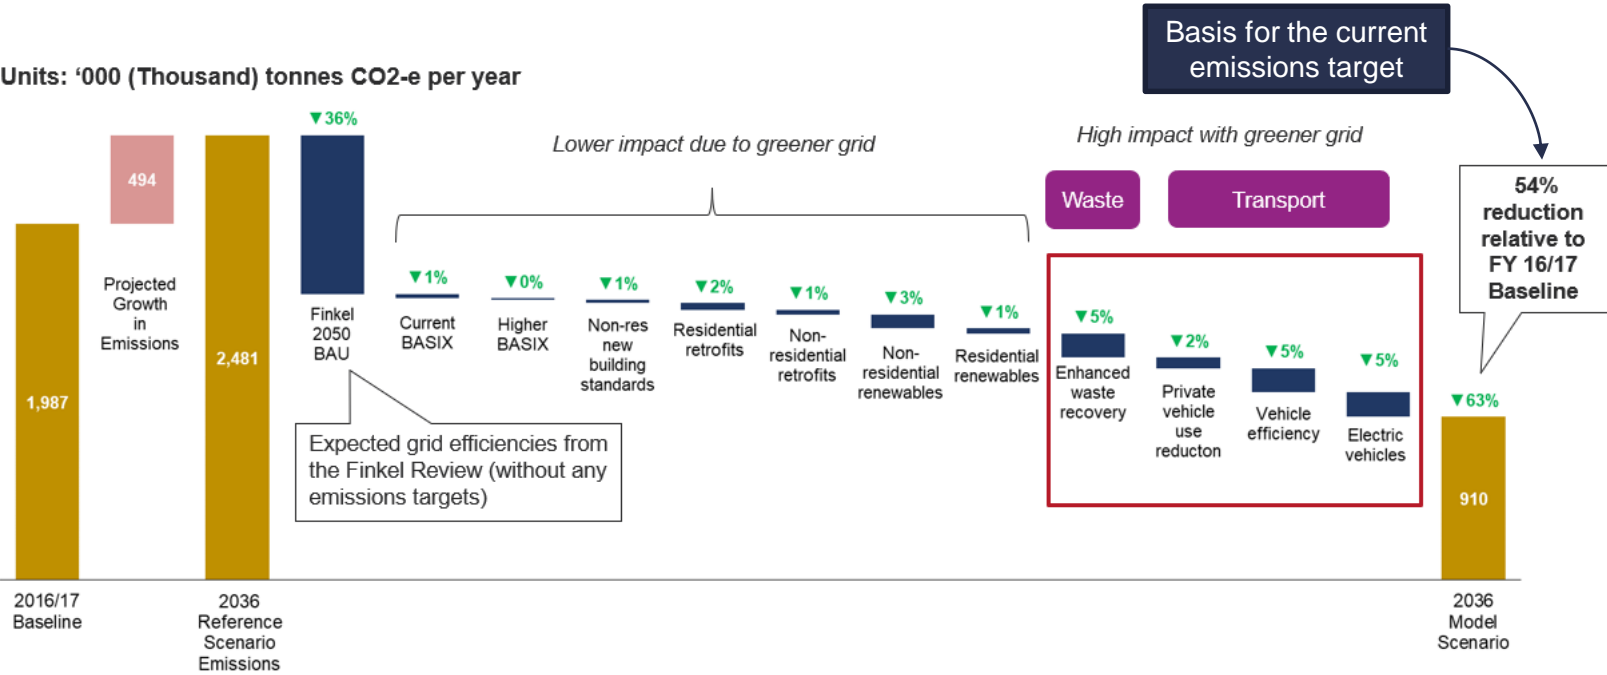 Basis for the current
emissions target
Units: ‘000 (Thousand) tonnes CO2-e per year
▼36%
Lower impact due to greener grid
High impact with greener grid
Waste
Transport
54%
reduction
relative to
FY 16/17
Baseline
494
Projected
Growth
in
Emissions
1,987
2,481
Finkel
2050
BAU
▼1%
Current
BASIX
▼0%
Higher
BASIX
▼1%
Non-res
new
building
standards
▼2%
Residential
retrofits
▼1%
Non-
residential
retrofits
▼3%
Non-
residential
renewables
▼1%
Residential
renewables
▼5%
Enhanced
waste
recovery
▼2%
Private
vehicle
use
reducton
▼5%
Vehicle
efficiency
▼5%
Electric
vehicles
▼63%
910
Expected grid efficiencies from
the Finkel Review (without any
emissions targets)
2016/17
Baseline
2036
Reference
Scenario
Emissions
2036
Model
Scenario